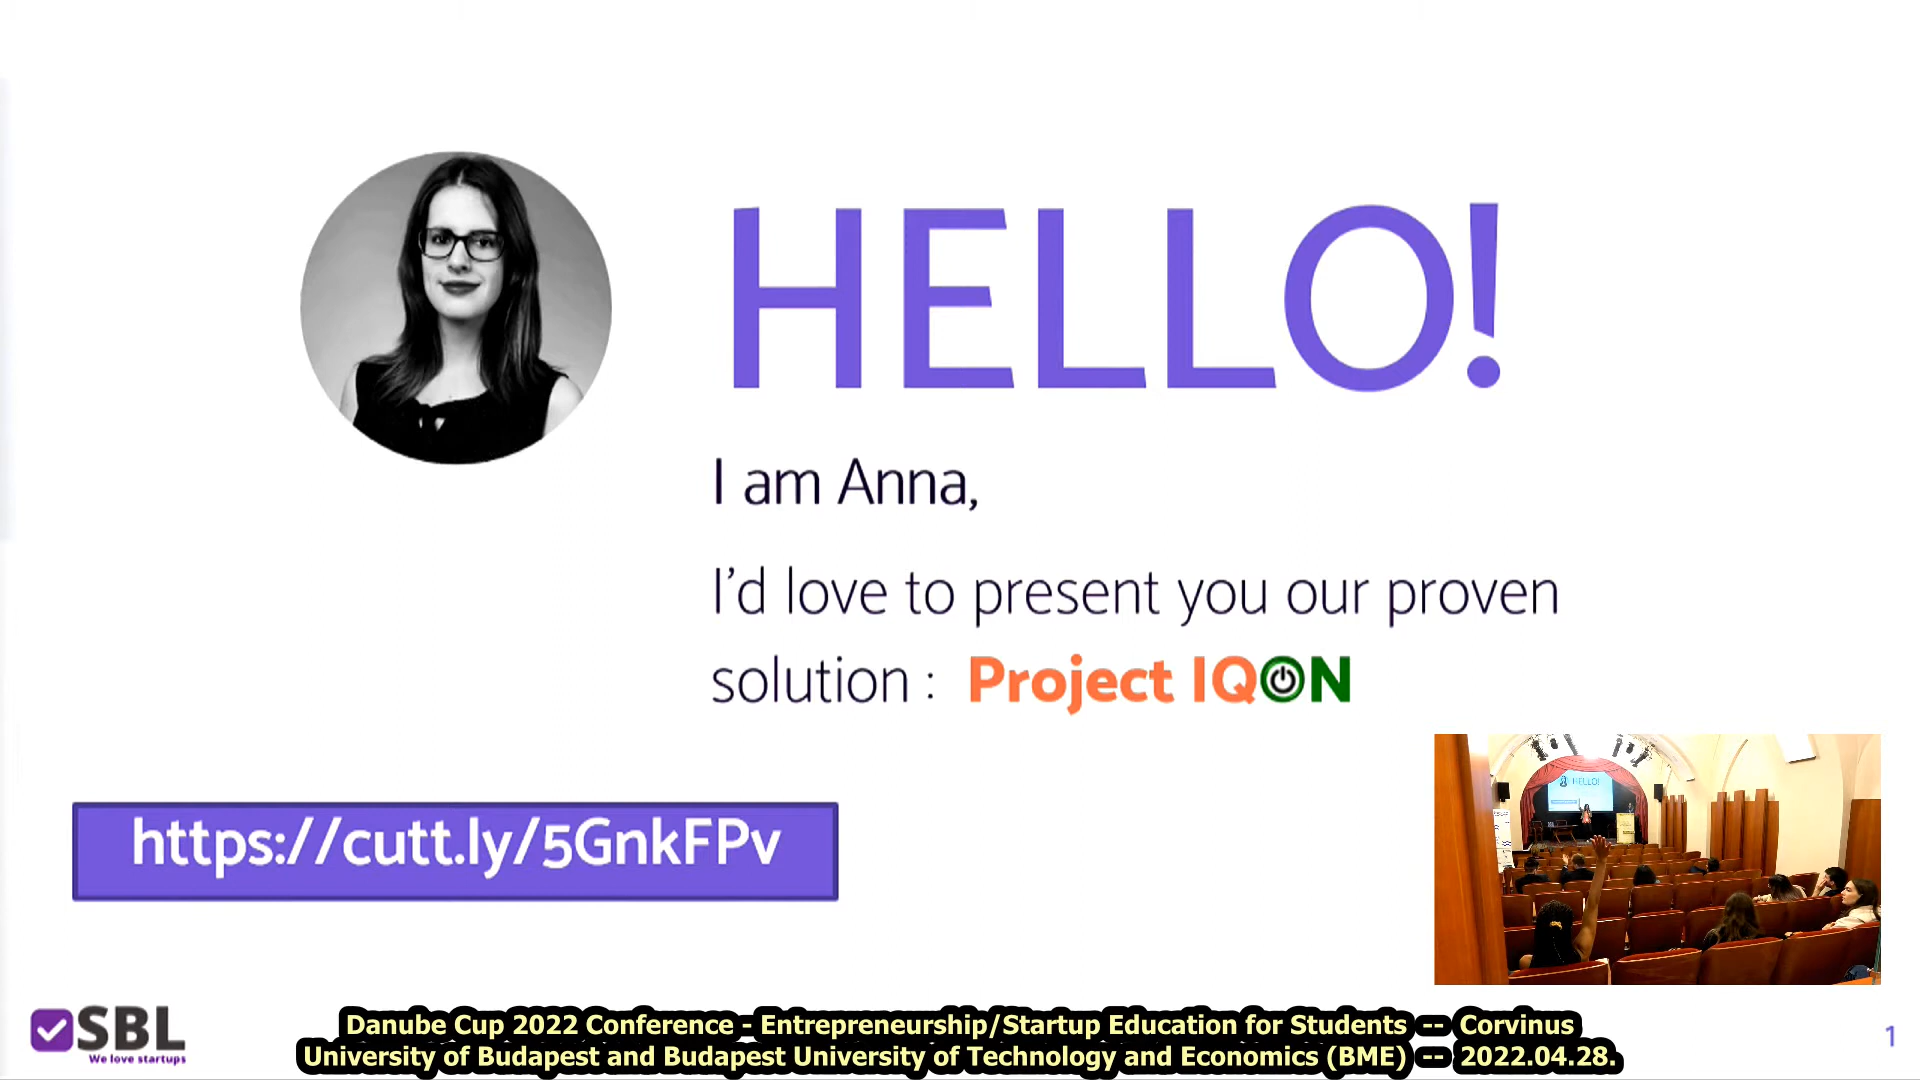 HELLO!
I am Anna,
I'd love to present you our proven
solution : Project IQON
https://cutt.ly/5GnkFPv
HELLO!
SBL
We love startups
Danube Cup 2022 Conference - Entrepreneurship/Startup Education for Students -- Corvinus
University of Budapest and Budapest University of Technology and Economics (BME) -- 2022.04.28.
1